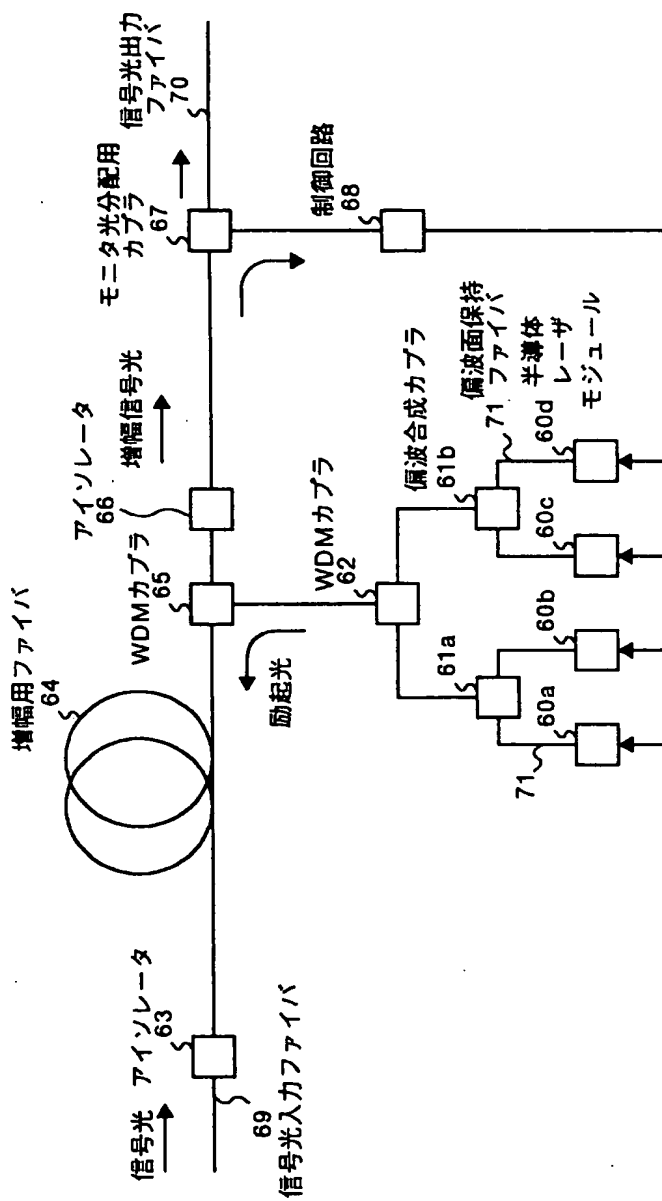 信号光
アイソレータ
63
69
信号光入力ファイバ
増幅用ファイバ
64
WDMカプラ
65
アイソレータ
66
増幅信号光
モニタ光分配用
カプラ
67
信号光出力
ファイバ
70
励起光
WDMカプラ
62
制御回路
68
偏波合成カプラ
61a
61b
偏波面保持
ファイバ
71
71
半導体
レーザ
モジュール
60a
60b
60c
60d